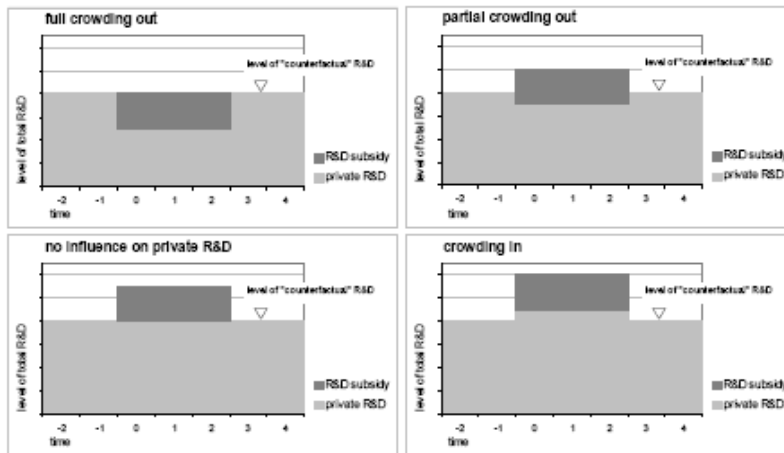 full crowding out
level of "counterfactual" R&D
level of total R&D
R&D subsidy
private R&D
-2 -1 0 1 2 3 4
time
partial crowding out
level of "counterfactual" R&D
level of total R&D
R&D subsidy
private R&D
-2 -1 0 1 2 3 4
time
no influence on private R&D
level of "counterfactual" R&D
level of total R&D
R&D subsidy
private R&D
-2 -1 0 1 2 3 4
time
crowding in
level of "counterfactual" R&D
level of total R&D
R&D subsidy
private R&D
-2 -1 0 1 2 3 4
time